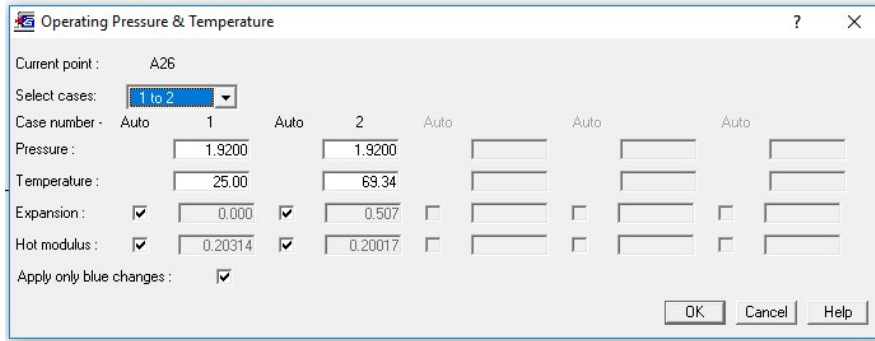 Operating Pressure & Temperature ?
Current point : A26
Select cases: 1 to 2
Case number - Auto 1 Auto 2 Auto Auto Auto
Pressure : 1.9200 1.9200
Temperature : 25.00 69.34
Expansion : 0.000 0.507
Hot modulus : 0.20314 0.20017
Apply only blue changes :
OK Cancel Help